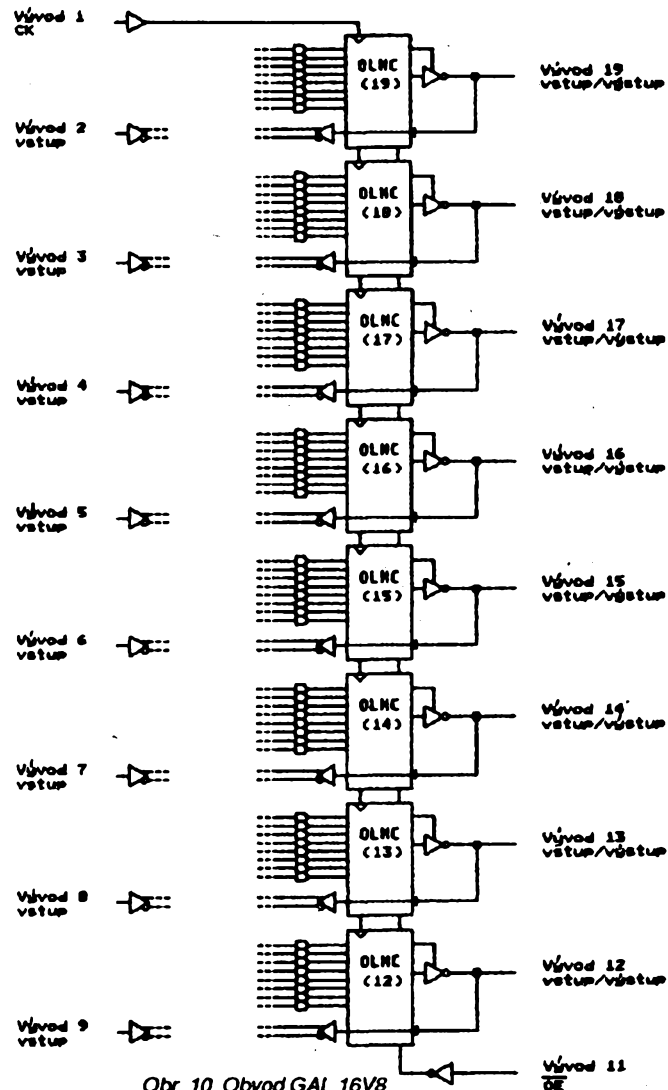 Vývod 1
CK
OLMC
(19)
Vývod 19
vstup/výstup
Vývod 2
vstup
OLMC
(18)
Vývod 18
vstup/výstup
Vývod 3
vstup
OLMC
(17)
Vývod 17
vstup/výstup
Vývod 4
vstup
OLMC
(16)
Vývod 16
vstup/výstup
Vývod 5
vstup
OLMC
(15)
Vývod 15
vstup/výstup
Vývod 6
vstup
OLMC
(14)
Vývod 14
vstup/výstup
Vývod 7
vstup
OLMC
(13)
Vývod 13
vstup/výstup
Vývod 8
vstup
OLMC
(12)
Vývod 12
vstup/výstup
Vývod 9
vstup
Vývod 11
OE
Obr. 10. Obvod GAL 16V8